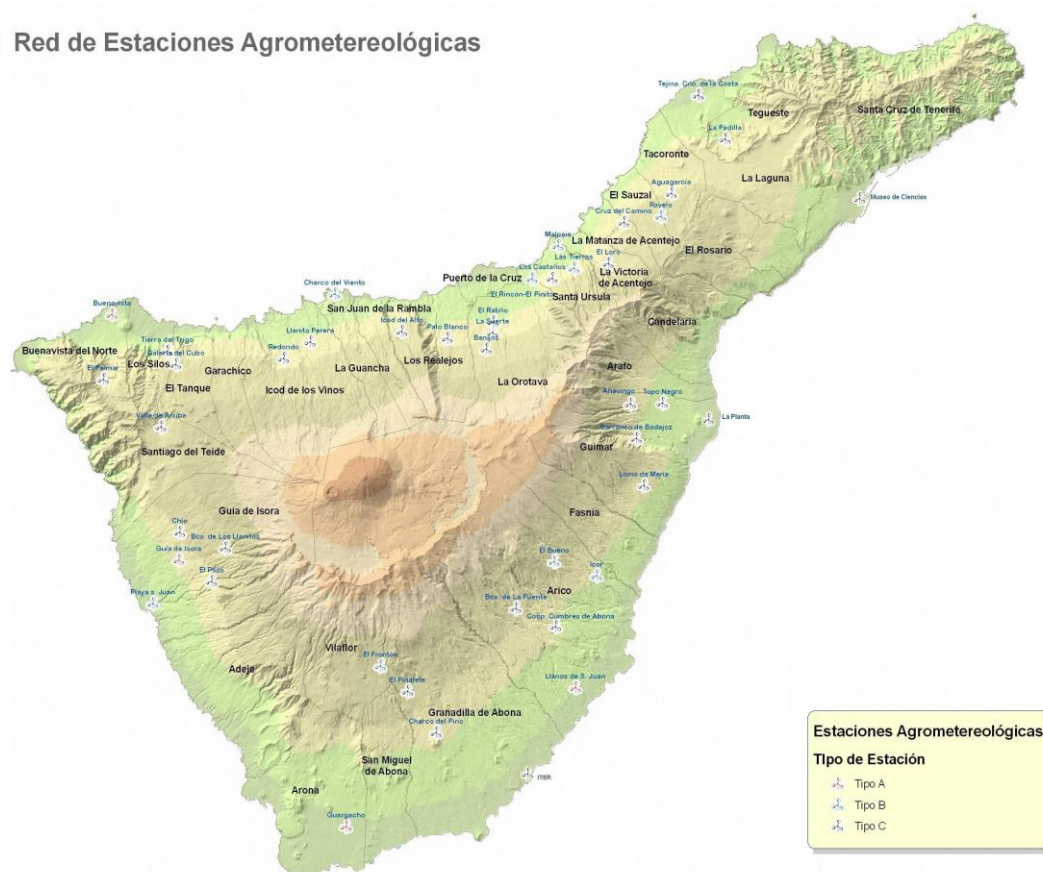 Red de Estaciones Agrometereológicas
Tejina. Cno. de la Costa
Tegueste
Santa Cruz de Tenerife
La Padilla
Tacoronte
La Laguna
Aguagarcía
El Sauzal
Museo de Ciencias
Ravelo
Cruz del Camino
Malpais
La Matanza de Acentejo
El Rosario
El Loro
Las Tierras
Los Castaños
La Victoria
de Acentejo
Puerto de la Cruz
Charco del Viento
El Rincón-El Pinito
Santa Ursula
Buenavista
San Juan de la Rambla
El Ratiño
La Suerte
Candelaria
Icod del Alto
Palo Blanco
Benijos
Llanito Perera
Tierra del Trigo
Buenavista del Norte
Galería del Cubo
Redondo
Los Silos
Los Realejos
Arafo
El Palmar
Garachico
La Guancha
La Orotava
El Tanque
Icod de los Vinos
Añavingo
Topo Negro
Valle de Arriba
La Planta
Barranco de Badajoz
Guimar
Santiago del Teide
Lomo de Mena
Guia de Isora
Fasnia
Chio
Bco. de Los Llanitos
Guia de Isora
El Bueno
Icor
El Pozo
Arico
Playa s. Juan
Bco. de La Puente
Coop. Cumbres de Abona
Vilaflor
El Frontón
Adeje
El Pinalete
Llanos de S. Juan
Granadilla de Abona
Charco del Pino
San Miguel
de Abona
ITER
Arona
Guargacho
Estaciones Agrometereológicas
Tipo de Estación
Tipo A
Tipo B
Tipo C